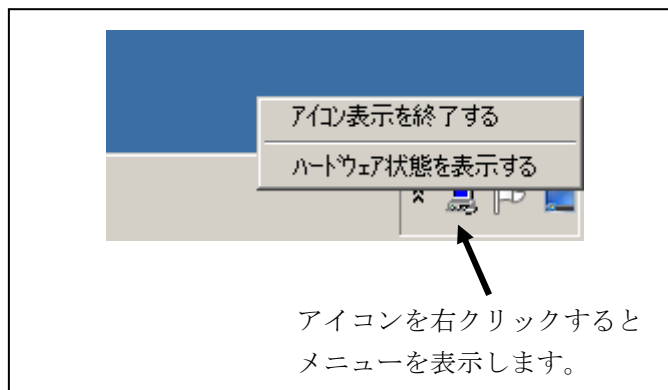 アイコン表示を終了する
ハードウェア状態を表示する
アイコンを右クリックすると
メニューを表示します。